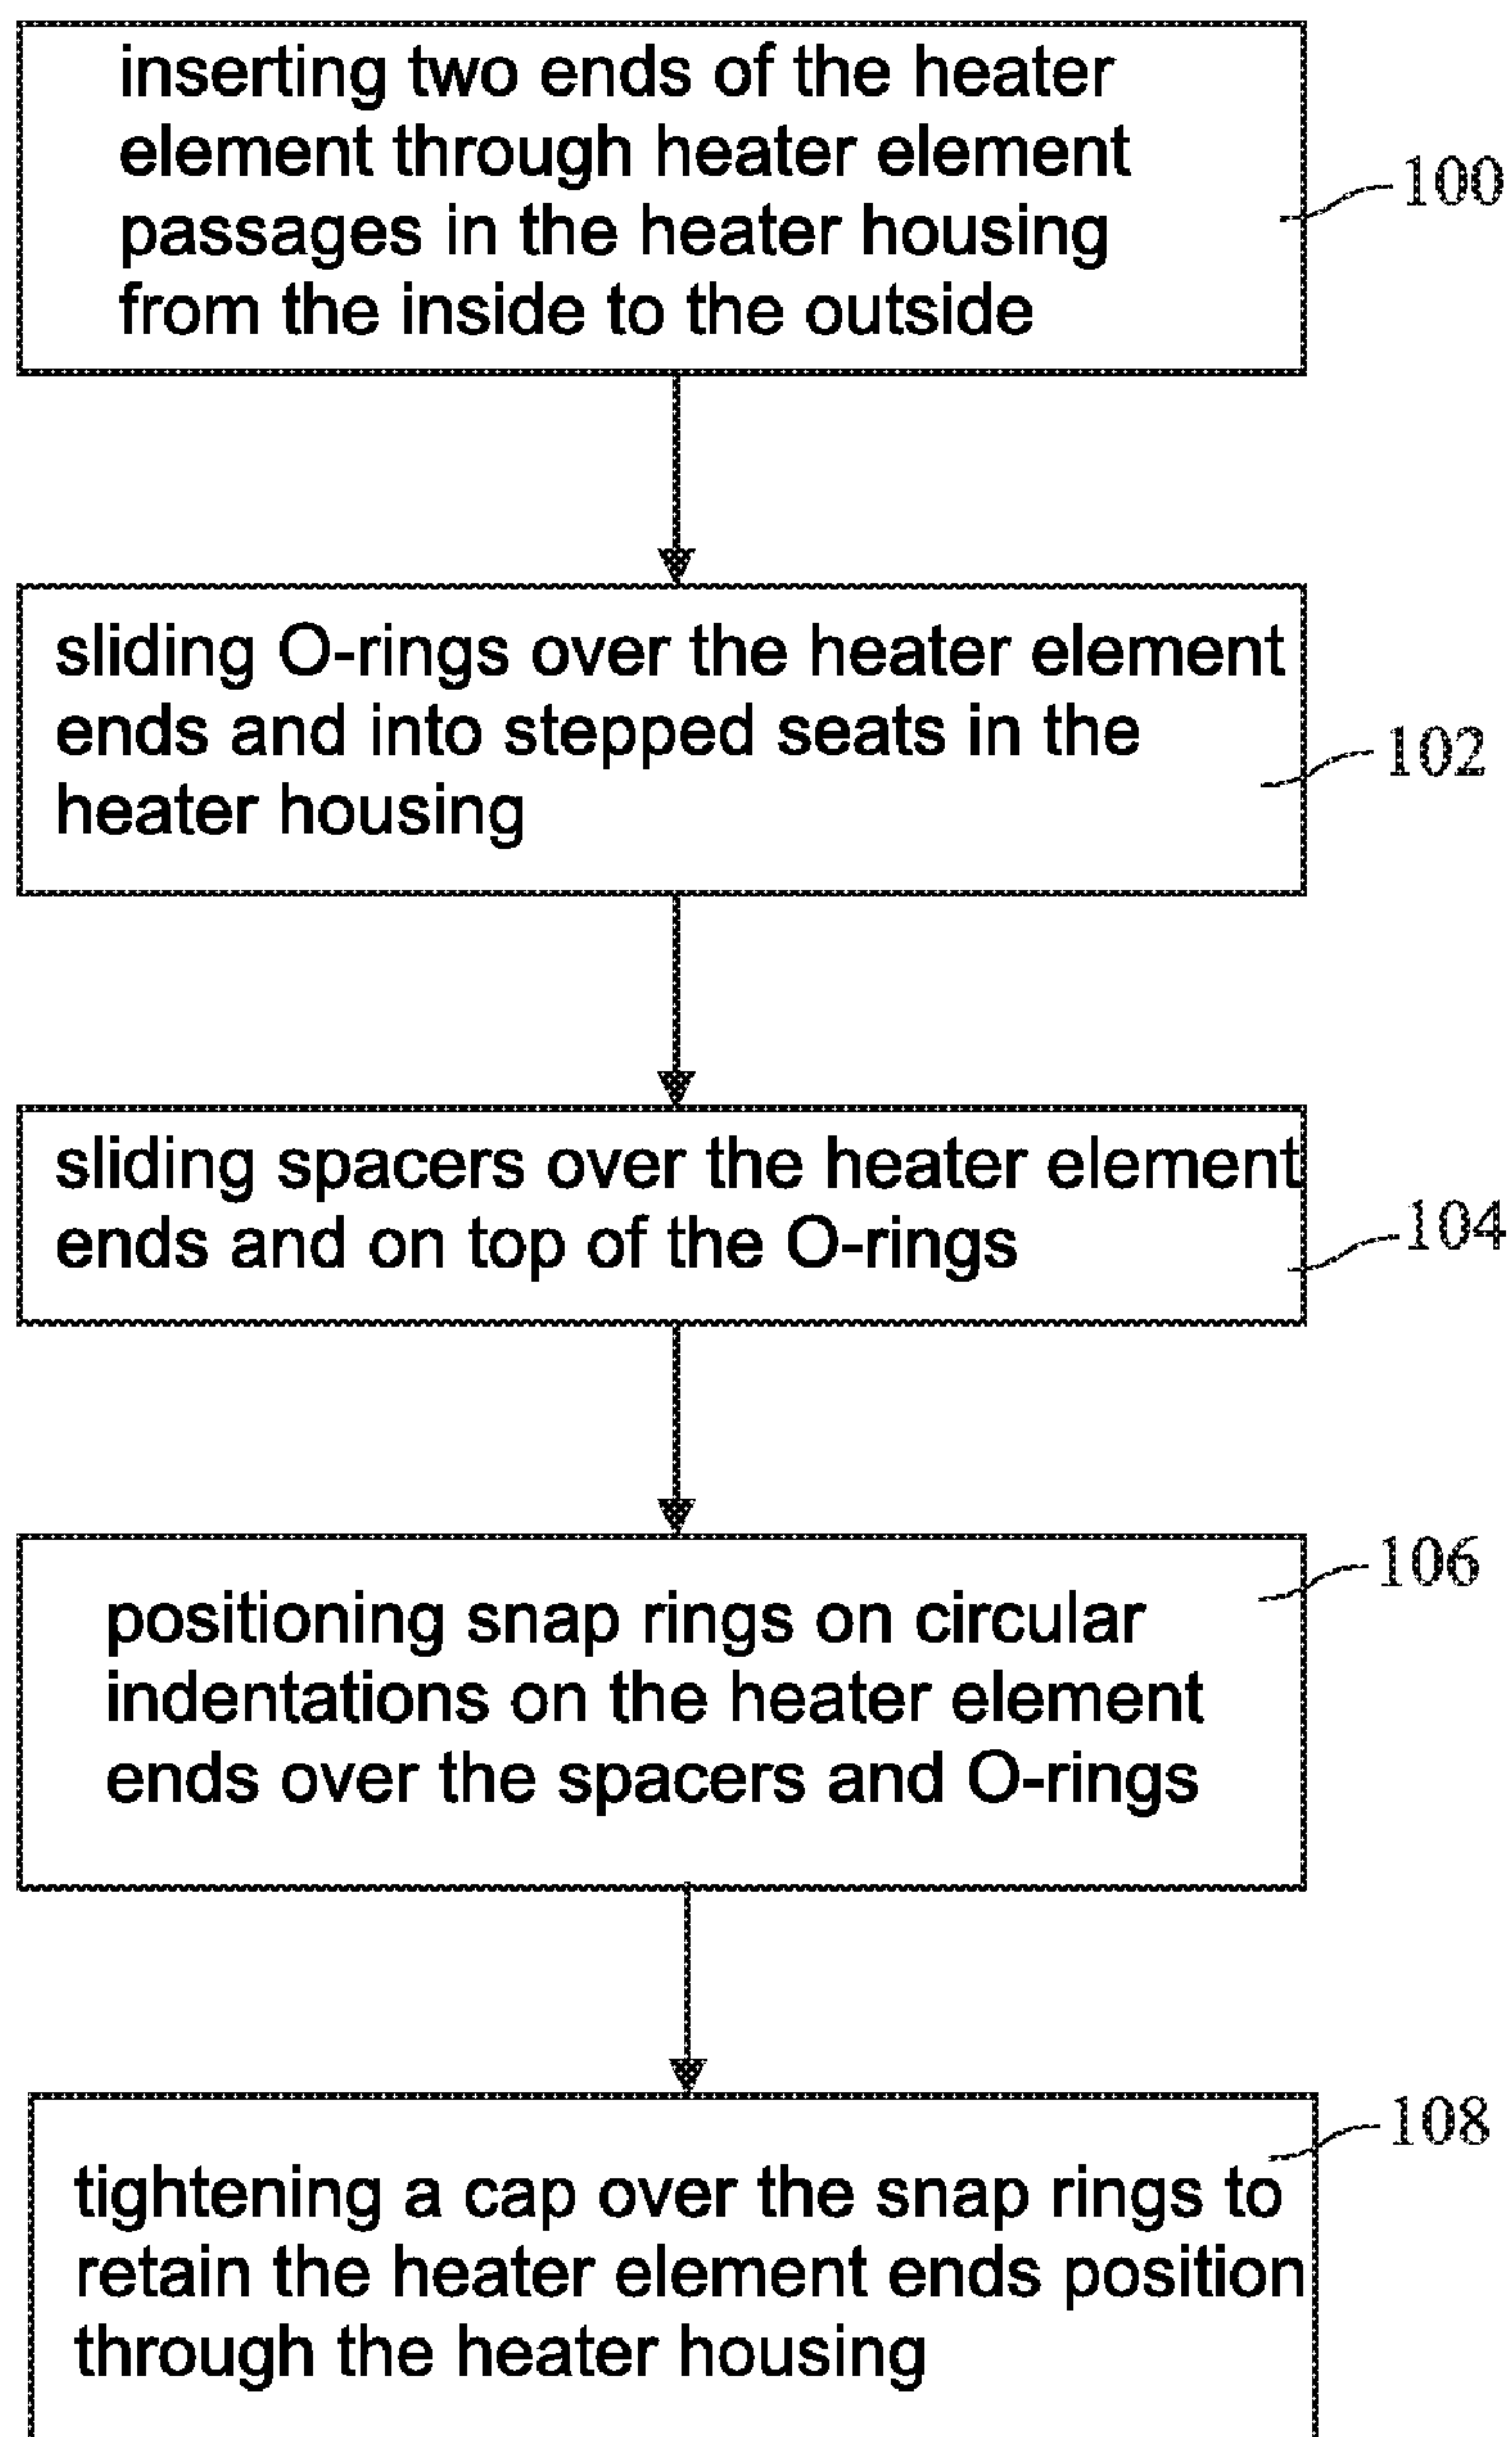 inserting two ends of the heater
element through heater element
passages in the heater housing
from the inside to the outside
100
sliding O-rings over the heater element
ends and into stepped seats in the
heater housing
102
sliding spacers over the heater element
ends and on top of the O-rings
104
positioning snap rings on circular
indentations on the heater element
ends over the spacers and O-rings
106
tightening a cap over the snap rings to
retain the heater element ends position
through the heater housing
108